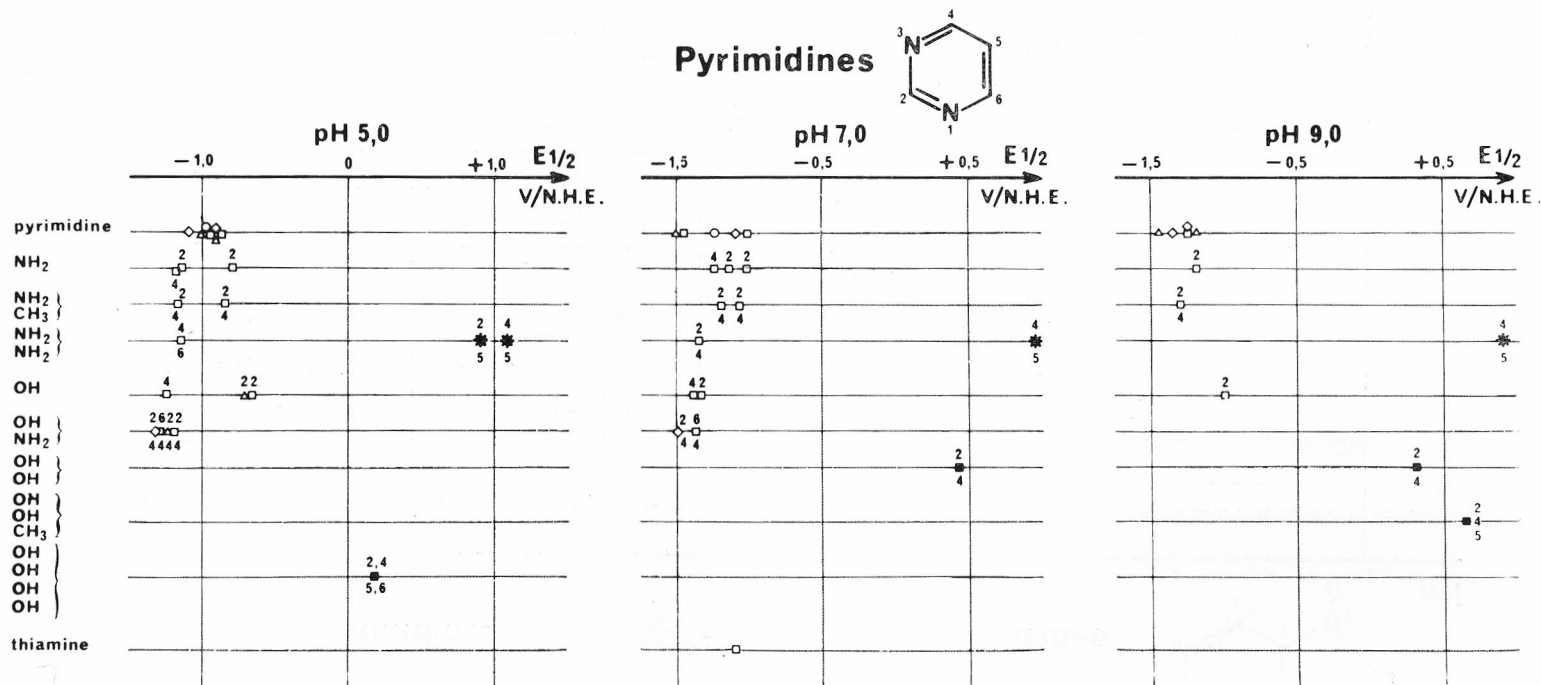 Pyrimidines
4
3 N 5
2 N 6
1
pH 5,0 pH 7,0 pH 9,0
−1,0 0 +1,0 E1/2 −1,5 −0,5 +0,5 E1/2 −1,5 −0,5 +0,5 E1/2
V/N.H.E. V/N.H.E. V/N.H.E.
pyrimidine
2 2 4 2 2 2
NH₂
4
NH₂ 2 2 2 2 2
CH₃ 4 4 4 4 4
NH₂ 4 2 4 2 4 4
NH₂ 6 5 5 4 5 5
OH 4 2 2 4 2 2
OH 2 6 2 2 2 6
NH₂ 4 4 4 4 4 4
OH 2 2
OH 4 4
OH 2
OH 4
CH₃ 5
OH 2,4
OH
OH 5,6
OH
thiamine